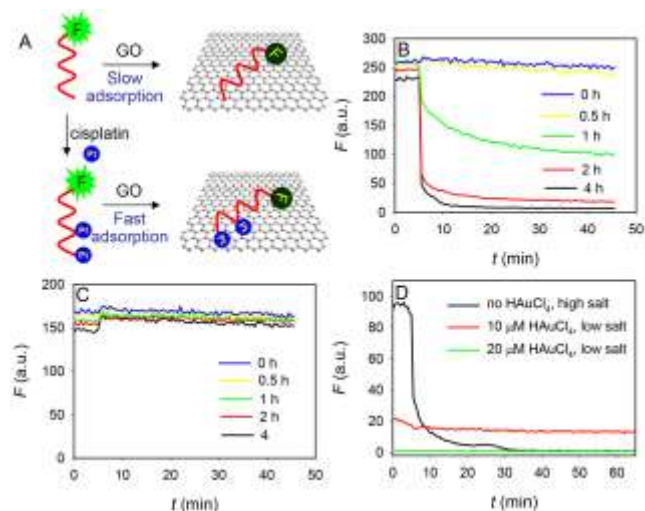 A
F
GO
Slow
adsorption
F
cisplatin
Pt
F
GO
Fast
adsorption
Pt
Pt
Pt
Pt
F
B
F (a.u.)
300
250
200
150
100
50
0
0 h
0.5 h
1 h
2 h
4 h
0 10 20 30 40 50
t (min)
C
F (a.u.)
200
150
100
50
0
0 h
0.5 h
1 h
2 h
4
0 10 20 30 40 50 60
t (min)
D
F (a.u.)
100
80
60
40
20
0
no HAuCl₄, high salt
10 µM HAuCl₄, low salt
20 µM HAuCl₄, low salt
0 10 20 30 40 50 60
t (min)